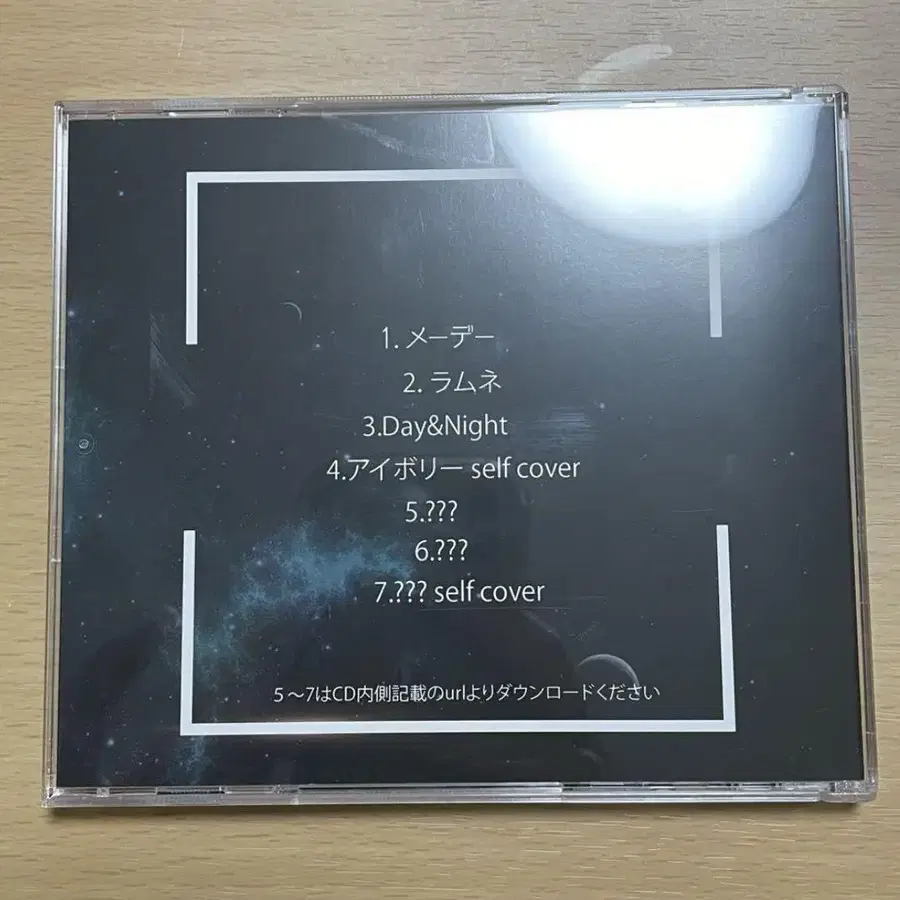 1. メーデー
2. ラムネ
3.Day&Night
4.アイボリー self cover
5.???
6.???
7.??? self cover
5～7はCD内側記載のurlよりダウンロードください